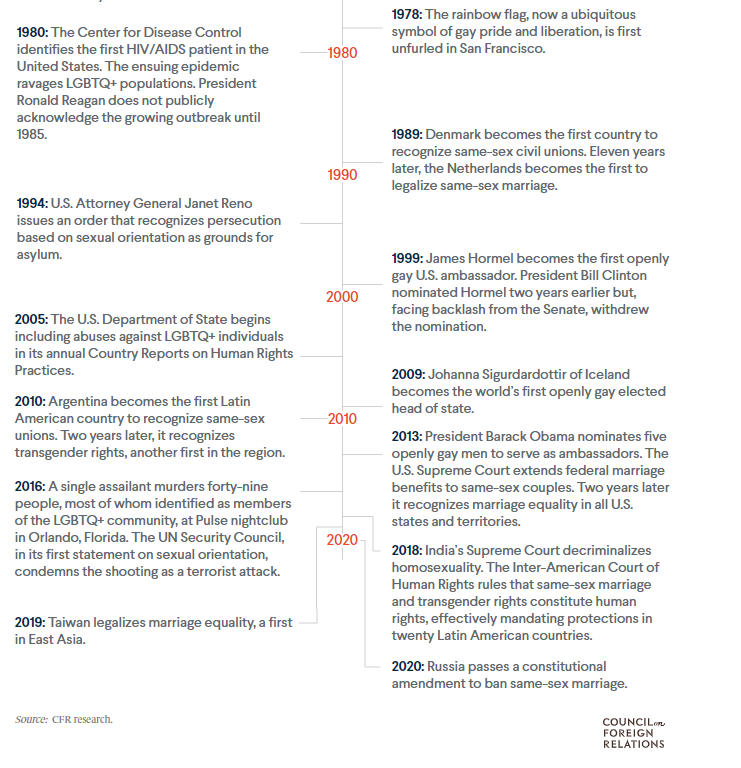 1978: The rainbow flag, now a ubiquitous
symbol of gay pride and liberation, is first
unfurled in San Francisco.
1980: The Center for Disease Control
identifies the first HIV/AIDS patient in the
United States. The ensuing epidemic
ravages LGBTQ+ populations. President
Ronald Reagan does not publicly
acknowledge the growing outbreak until
1985.
1980
1989: Denmark becomes the first country to
recognize same-sex civil unions. Eleven years
later, the Netherlands becomes the first to
legalize same-sex marriage.
1990
1994: U.S. Attorney General Janet Reno
issues an order that recognizes persecution
based on sexual orientation as grounds for
asylum.
1999: James Hormel becomes the first openly
gay U.S. ambassador. President Bill Clinton
nominated Hormel two years earlier but,
facing backlash from the Senate, withdrew
the nomination.
2000
2005: The U.S. Department of State begins
including abuses against LGBTQ+ individuals
in its annual Country Reports on Human Rights
Practices.
2009: Johanna Sigurdardottir of Iceland
becomes the world's first openly gay elected
head of state.
2010: Argentina becomes the first Latin
American country to recognize same-sex
unions. Two years later, it recognizes
transgender rights, another first in the region.
2010
2013: President Barack Obama nominates five
openly gay men to serve as ambassadors. The
U.S. Supreme Court extends federal marriage
benefits to same-sex couples. Two years later
it recognizes marriage equality in all U.S.
states and territories.
2016: A single assailant murders forty-nine
people, most of whom identified as members
of the LGBTQ+ community, at Pulse nightclub
in Orlando, Florida. The UN Security Council,
in its first statement on sexual orientation,
condemns the shooting as a terrorist attack.
2020
2018: India's Supreme Court decriminalizes
homosexuality. The Inter-American Court of
Human Rights rules that same-sex marriage
and transgender rights constitute human
rights, effectively mandating protections in
twenty Latin American countries.
2019: Taiwan legalizes marriage equality, a first
in East Asia.
2020: Russia passes a constitutional
amendment to ban same-sex marriage.
Source: CFR research.
COUNCIL on
FOREIGN
RELATIONS